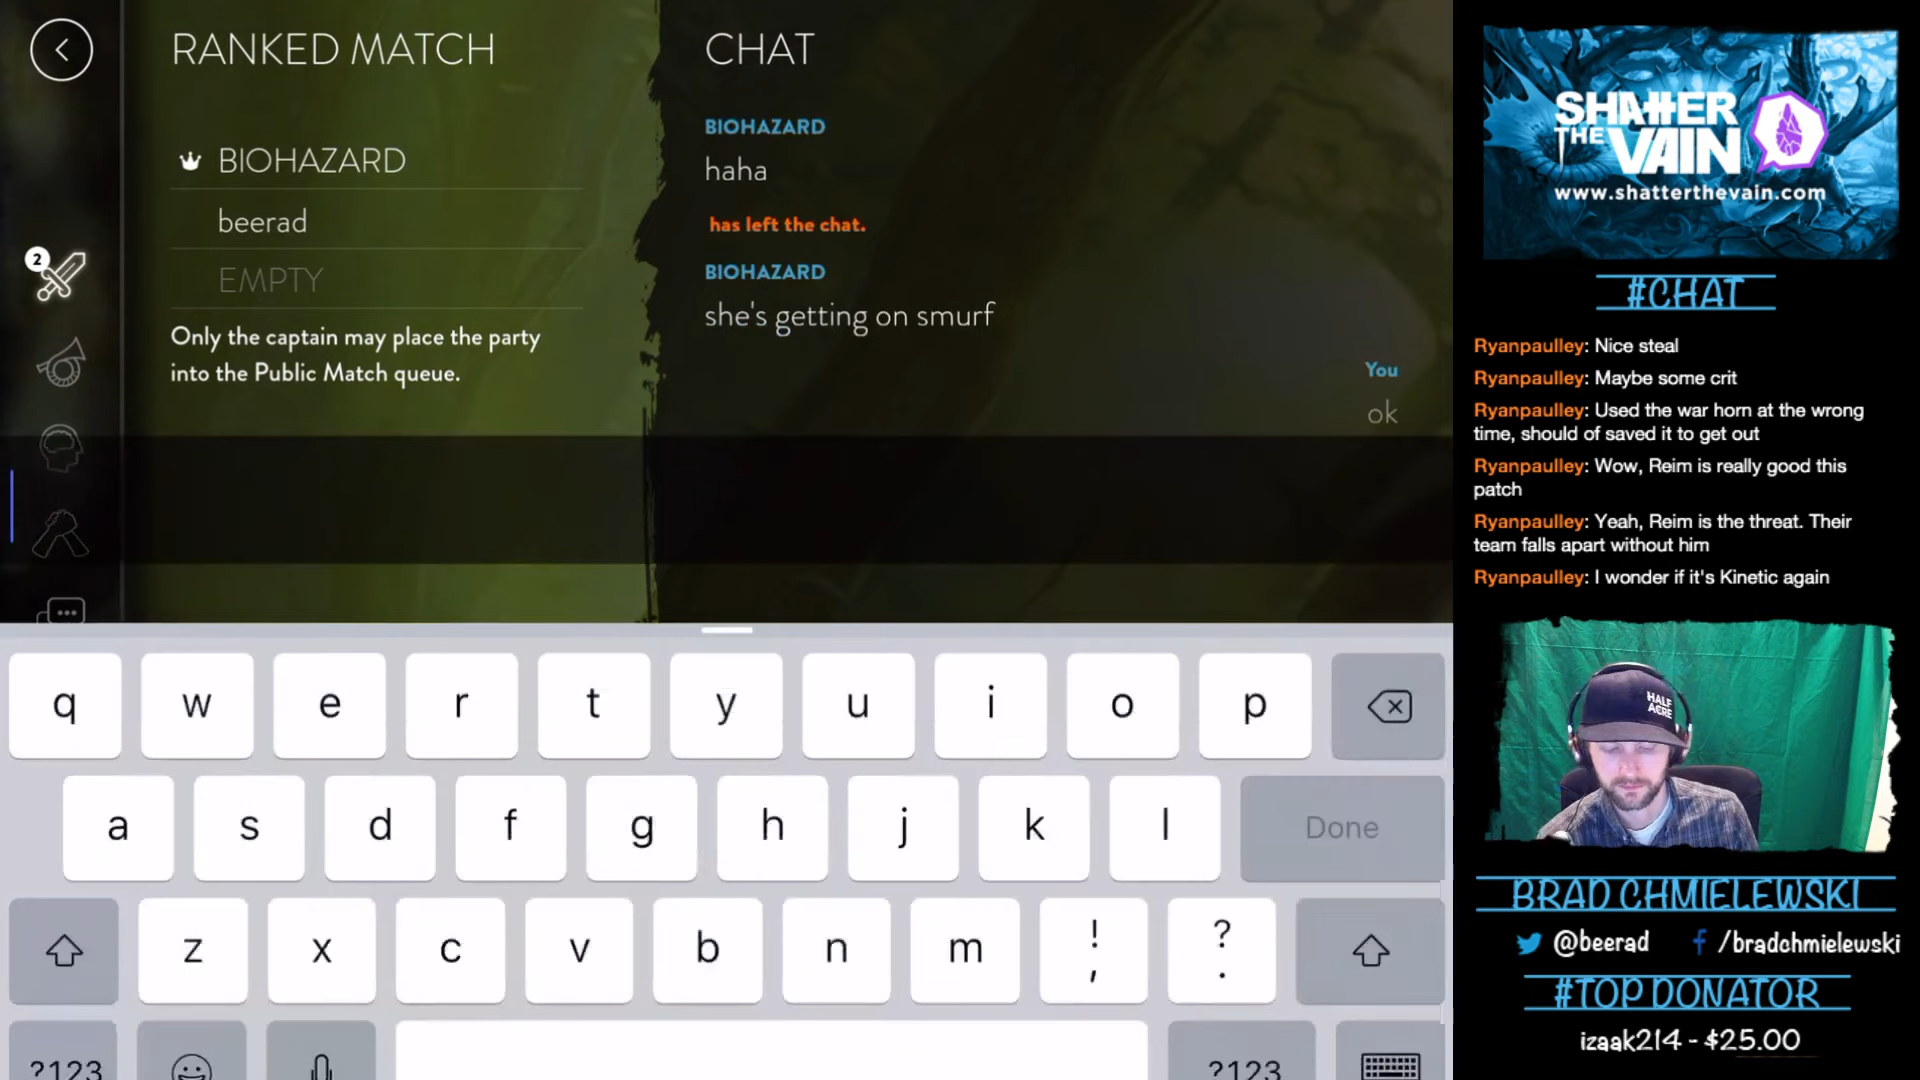 RANKED MATCH
BIOHAZARD
beerad
EMPTY
Only the captain may place the party
into the Public Match queue.
2
CHAT
BIOHAZARD
haha
has left the chat.
BIOHAZARD
she's getting on smurf
You
ok
q w e r t y u i o p
a s d f g h j k l Done
z x c v b n m ! , ? .
?123 ?123
SHATTER
THE VAIN
www.shatterthevain.com
#CHAT
Ryanpaulley: Nice steal
Ryanpaulley: Maybe some crit
Ryanpaulley: Used the war horn at the wrong
time, should of saved it to get out
Ryanpaulley: Wow, Reim is really good this
patch
Ryanpaulley: Yeah, Reim is the threat. Their
team falls apart without him
Ryanpaulley: I wonder if it's Kinetic again
HALF
ACRE
BRAD CHMIELEWSKI
@beerad f /bradchmielewski
#TOP DONATOR
izaak214 - $25.00